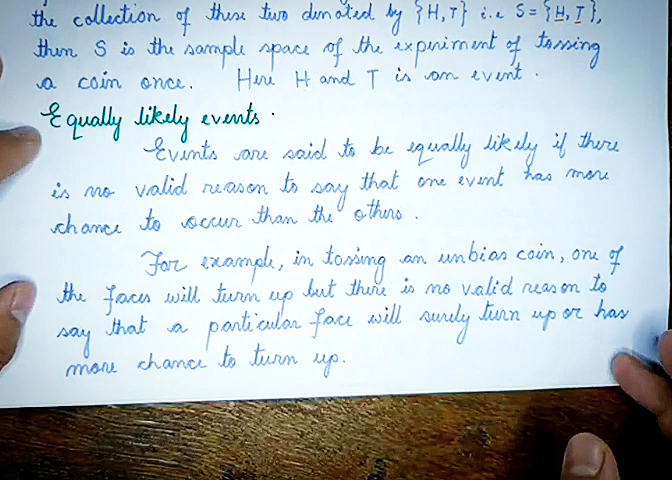 the collection of these two denoted by {H,T} i.e S = {H, T},
then S is the sample space of the experiment of tossing
a coin once. Here H and T is an event.
Equally likely events.
Events are said to be equally likely if there
is no valid reason to say that one event has more
chance to occur than the others.
For example, in tossing an unbias coin, one of
the faces will turn up but there is no valid reason to
say that a particular face will surely turn up or has
more chance to turn up.